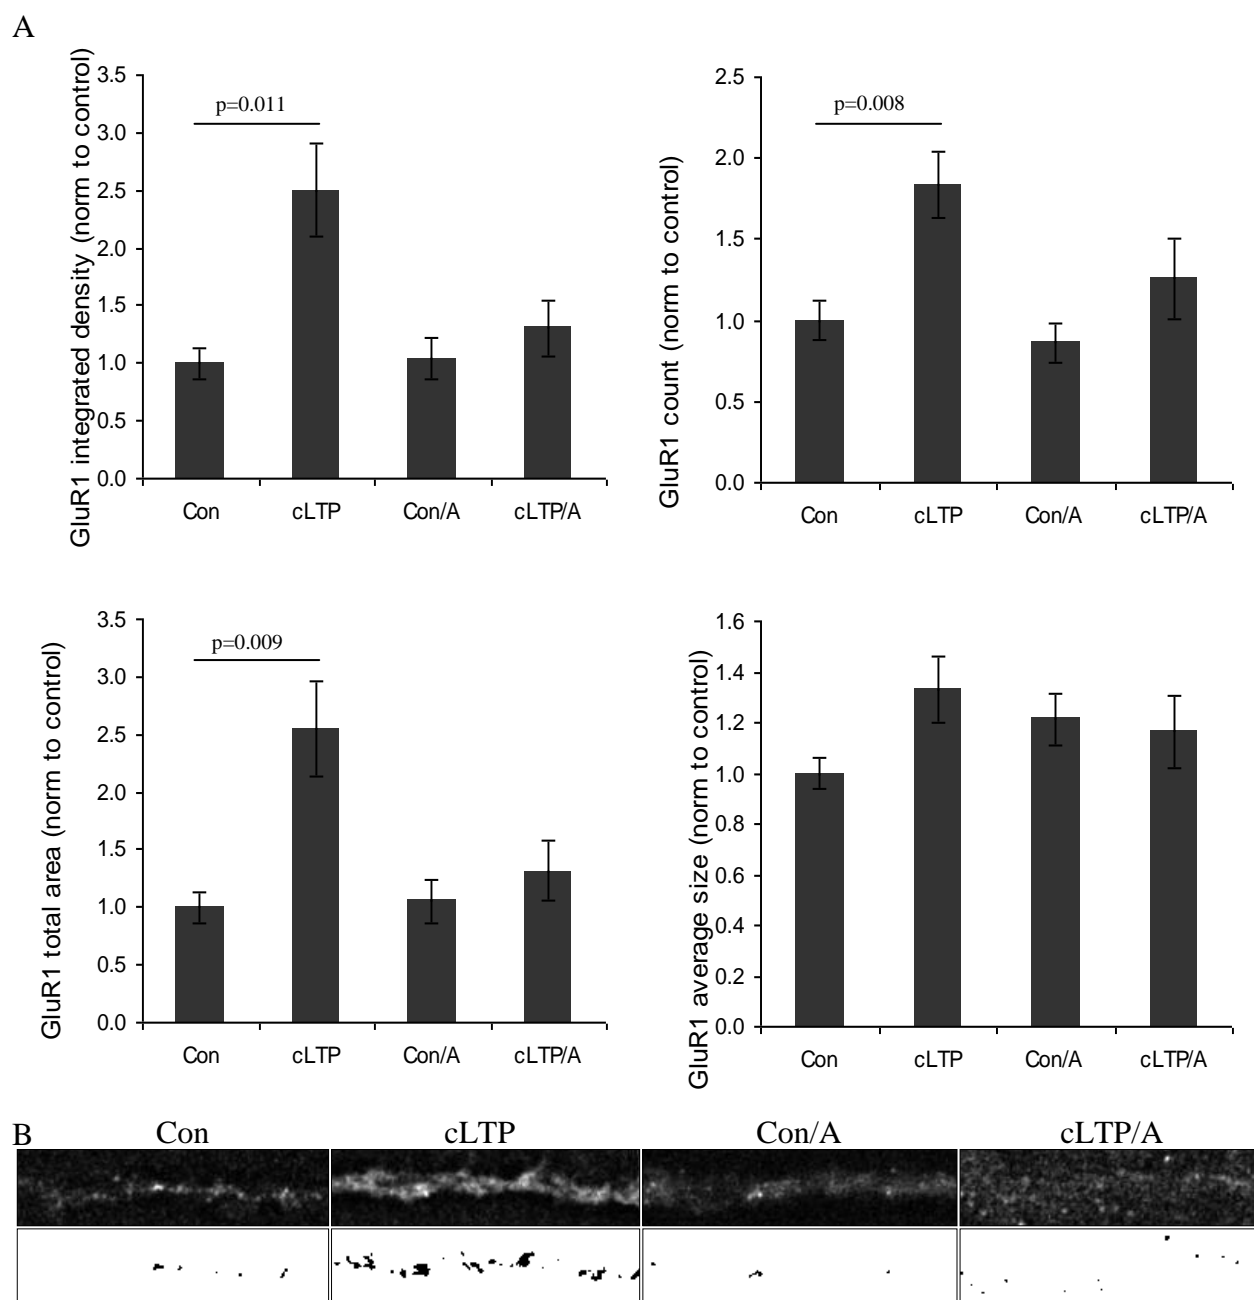 A
GluR1 integrated density (norm to control)
3.5
3.0
2.5
2.0
1.5
1.0
0.5
0.0
p=0.011
Con cLTP Con/A cLTP/A
GluR1 count (norm to control)
2.5
2.0
1.5
1.0
0.5
0.0
p=0.008
Con cLTP Con/A cLTP/A
GluR1 total area (norm to control)
3.5
3.0
2.5
2.0
1.5
1.0
0.5
0.0
p=0.009
Con cLTP Con/A cLTP/A
GluR1 average size (norm to control)
1.6
1.4
1.2
1.0
0.8
0.6
0.4
0.2
0.0
Con cLTP Con/A cLTP/A
B
Con cLTP Con/A cLTP/A